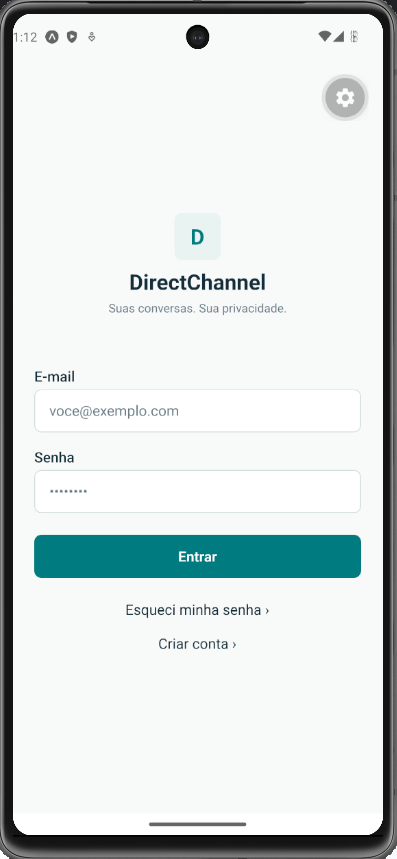 1:12
D
DirectChannel
Suas conversas. Sua privacidade.
E-mail
voce@exemplo.com
Senha
••••••••
Entrar
Esqueci minha senha ›
Criar conta ›